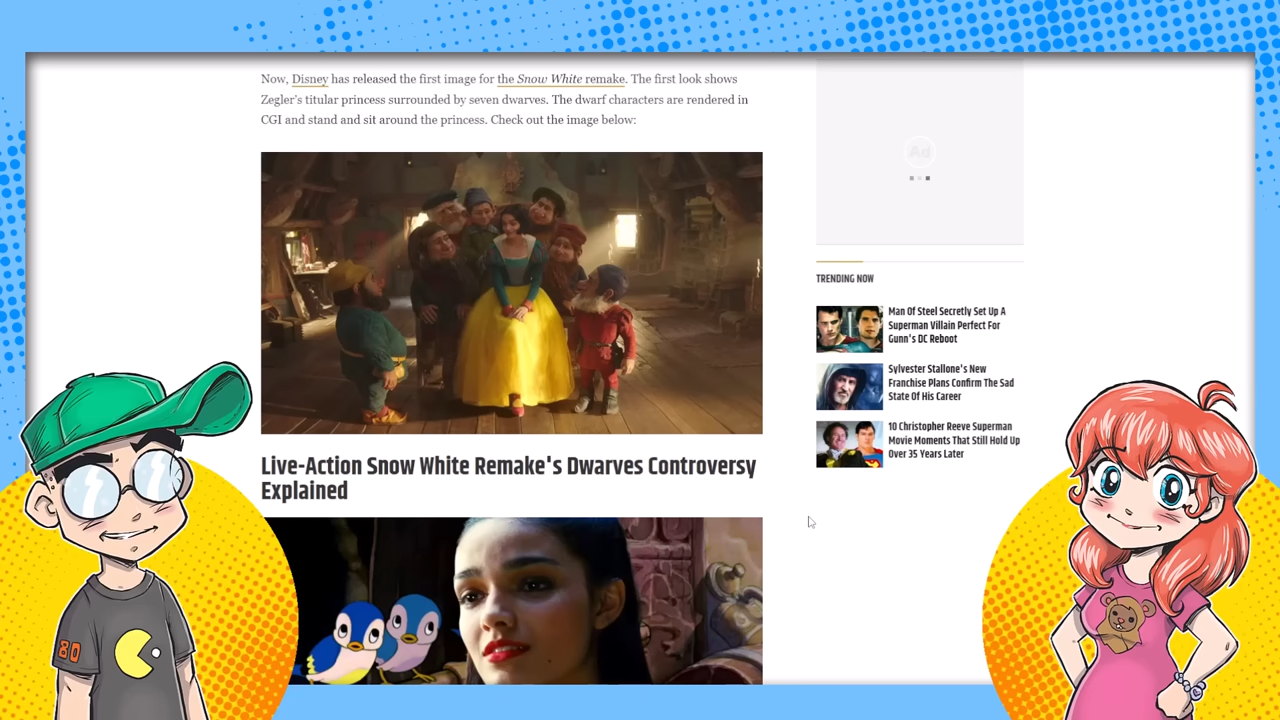 Now, Disney has released the first image for the Snow White remake. The first look shows
Zegler's titular princess surrounded by seven dwarves. The dwarf characters are rendered in
CGI and stand and sit around the princess. Check out the image below:
Ad
TRENDING NOW
Man Of Steel Secretly Set Up A
Superman Villain Perfect For
Gunn's DC Reboot
Sylvester Stallone's New
Franchise Plans Confirm The Sad
State Of His Career
10 Christopher Reeve Superman
Movie Moments That Still Hold Up
Over 35 Years Later
Live-Action Snow White Remake's Dwarves Controversy
Explained
80